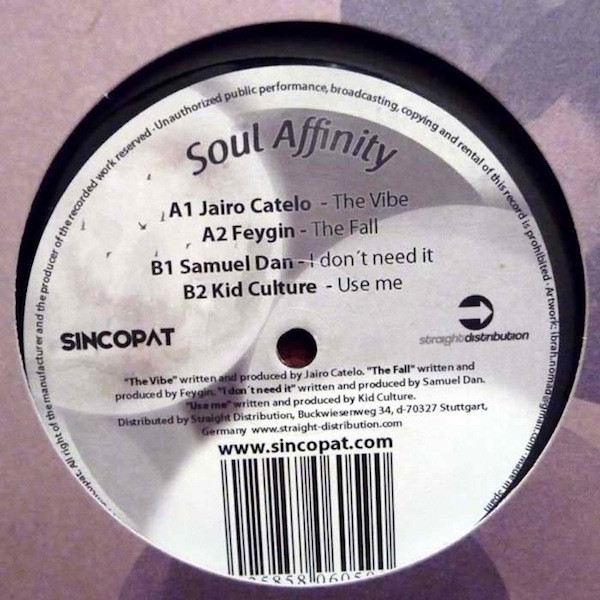 Sincopat. All right of the manufacturer and the producer of the recorded work reserved · Unauthorized public performance, broadcasting, copying and rental of this record is prohibited · Artwork: Made in Spain
Soul Affinity
A1 Jairo Catelo - The Vibe
A2 Feygin - The Fall
B1 Samuel Dan - I don´t need it
B2 Kid Culture - Use me
SINCOPAT
straight distribution
"The Vibe" written and produced by Jairo Catelo. "The Fall" written and
produced by Feygin. "I don´t need it" written and produced by Samuel Dan.
"Use me" written and produced by Kid Culture.
Distributed by Straight Distribution, Buckwiesenweg 34, d-70327 Stuttgart,
Germany www.straight-distribution.com
www.sincopat.com